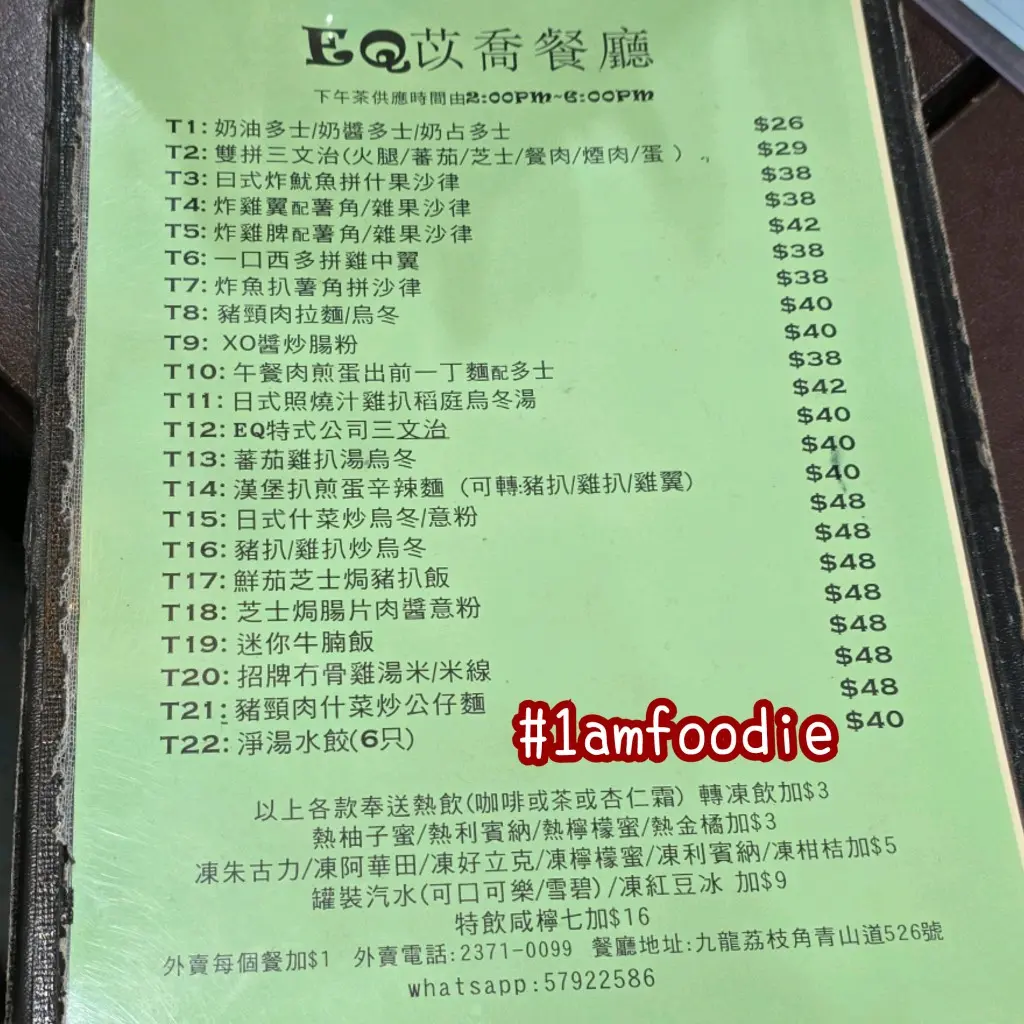 EQ苡喬餐廳
下午茶供應時間由2:00PM~6:00PM
T1: 奶油多士/奶醬多士/奶占多士 $26
T2: 雙拼三文治(火腿/蕃茄/芝士/餐肉/煙肉/蛋 ) $29
T3: 曰式炸魷魚拼什果沙律 $38
T4: 炸雞翼配薯角/雜果沙律 $38
T5: 炸雞脾配薯角/雜果沙律 $42
T6: 一口西多拼雞中翼 $38
T7: 炸魚扒薯角拼沙律 $38
T8: 豬頸肉拉麵/烏冬 $40
T9: XO醬炒腸粉 $40
T10: 午餐肉煎蛋出前一丁麵配多士 $38
T11: 日式照燒汁雞扒稻庭烏冬湯 $42
T12: EQ特式公司三文治 $40
T13: 蕃茄雞扒湯烏冬 $40
T14: 漢堡扒煎蛋辛辣麵 (可轉:豬扒/雞扒/雞翼) $40
T15: 日式什菜炒烏冬/意粉 $48
T16: 豬扒/雞扒炒烏冬 $48
T17: 鮮茄芝士焗豬扒飯 $48
T18: 芝士焗腸片肉醬意粉 $48
T19: 迷你牛腩飯 $48
T20: 招牌冇骨雞湯米/米線 $48
T21: 豬頸肉什菜炒公仔麵 $48
T22: 淨湯水餃(6只) $40
#1amfoodie
以上各款奉送熱飲(咖啡或茶或杏仁霜) 轉凍飲加$3
熱柚子蜜/熱利賓納/熱檸檬蜜/熱金橘加$3
凍朱古力/凍阿華田/凍好立克/凍檸檬蜜/凍利賓納/凍柑桔加$5
罐裝汽水(可口可樂/雪碧)/凍紅豆冰 加$9
特飲咸檸七加$16
外賣每個餐加$1 外賣電話:2371-0099 餐廳地址:九龍荔枝角青山道526號
whatsapp:57922586